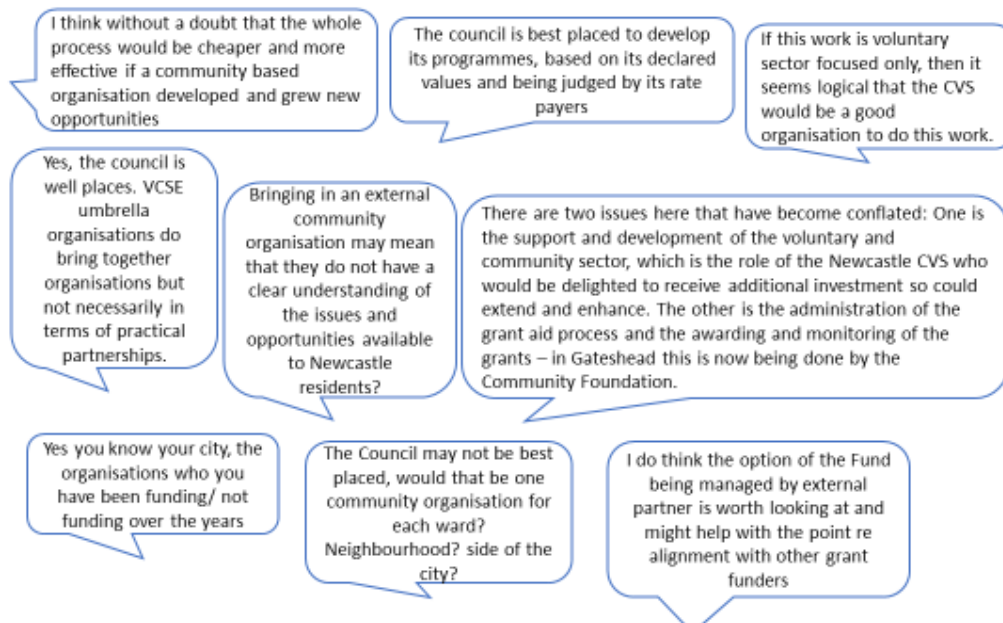 I think without a doubt that the whole
process would be cheaper and more
effective if a community based
organisation developed and grew new
opportunities
The council is best placed to develop
its programmes, based on its declared
values and being judged by its rate
payers
If this work is voluntary
sector focused only, then it
seems logical that the CVS
would be a good
organisation to do this work.
Yes, the council is
well places. VCSE
umbrella
organisations do
bring together
organisations but
not necessarily in
terms of practical
partnerships.
Bringing in an external
community
organisation may mean
that they do not have a
clear understanding of
the issues and
opportunities available
to Newcastle
residents?
There are two issues here that have become conflated: One is
the support and development of the voluntary and
community sector, which is the role of the Newcastle CVS who
would be delighted to receive additional investment so could
extend and enhance. The other is the administration of the
grant aid process and the awarding and monitoring of the
grants – in Gateshead this is now being done by the
Community Foundation.
Yes you know your city, the
organisations who you
have been funding/ not
funding over the years
The Council may not be best
placed, would that be one
community organisation for
each ward?
Neighbourhood? side of the
city?
I do think the option of the Fund
being managed by external
partner is worth looking at and
might help with the point re
alignment with other grant
funders